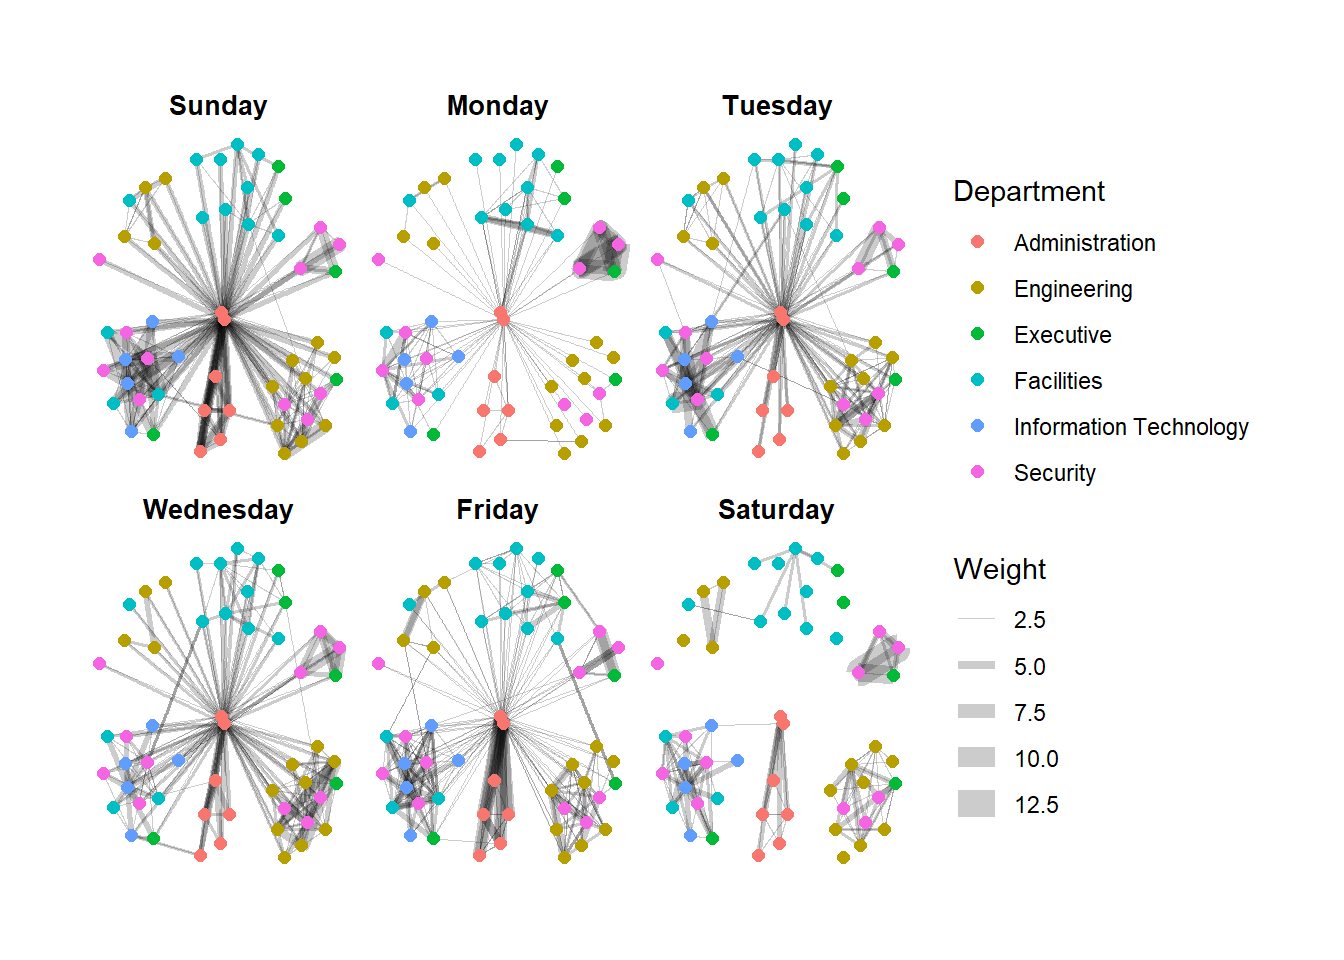 Sunday
Monday
Tuesday
Wednesday
Friday
Saturday
Department
Administration
Engineering
Executive
Facilities
Information Technology
Security
Weight
2.5
5.0
7.5
10.0
12.5